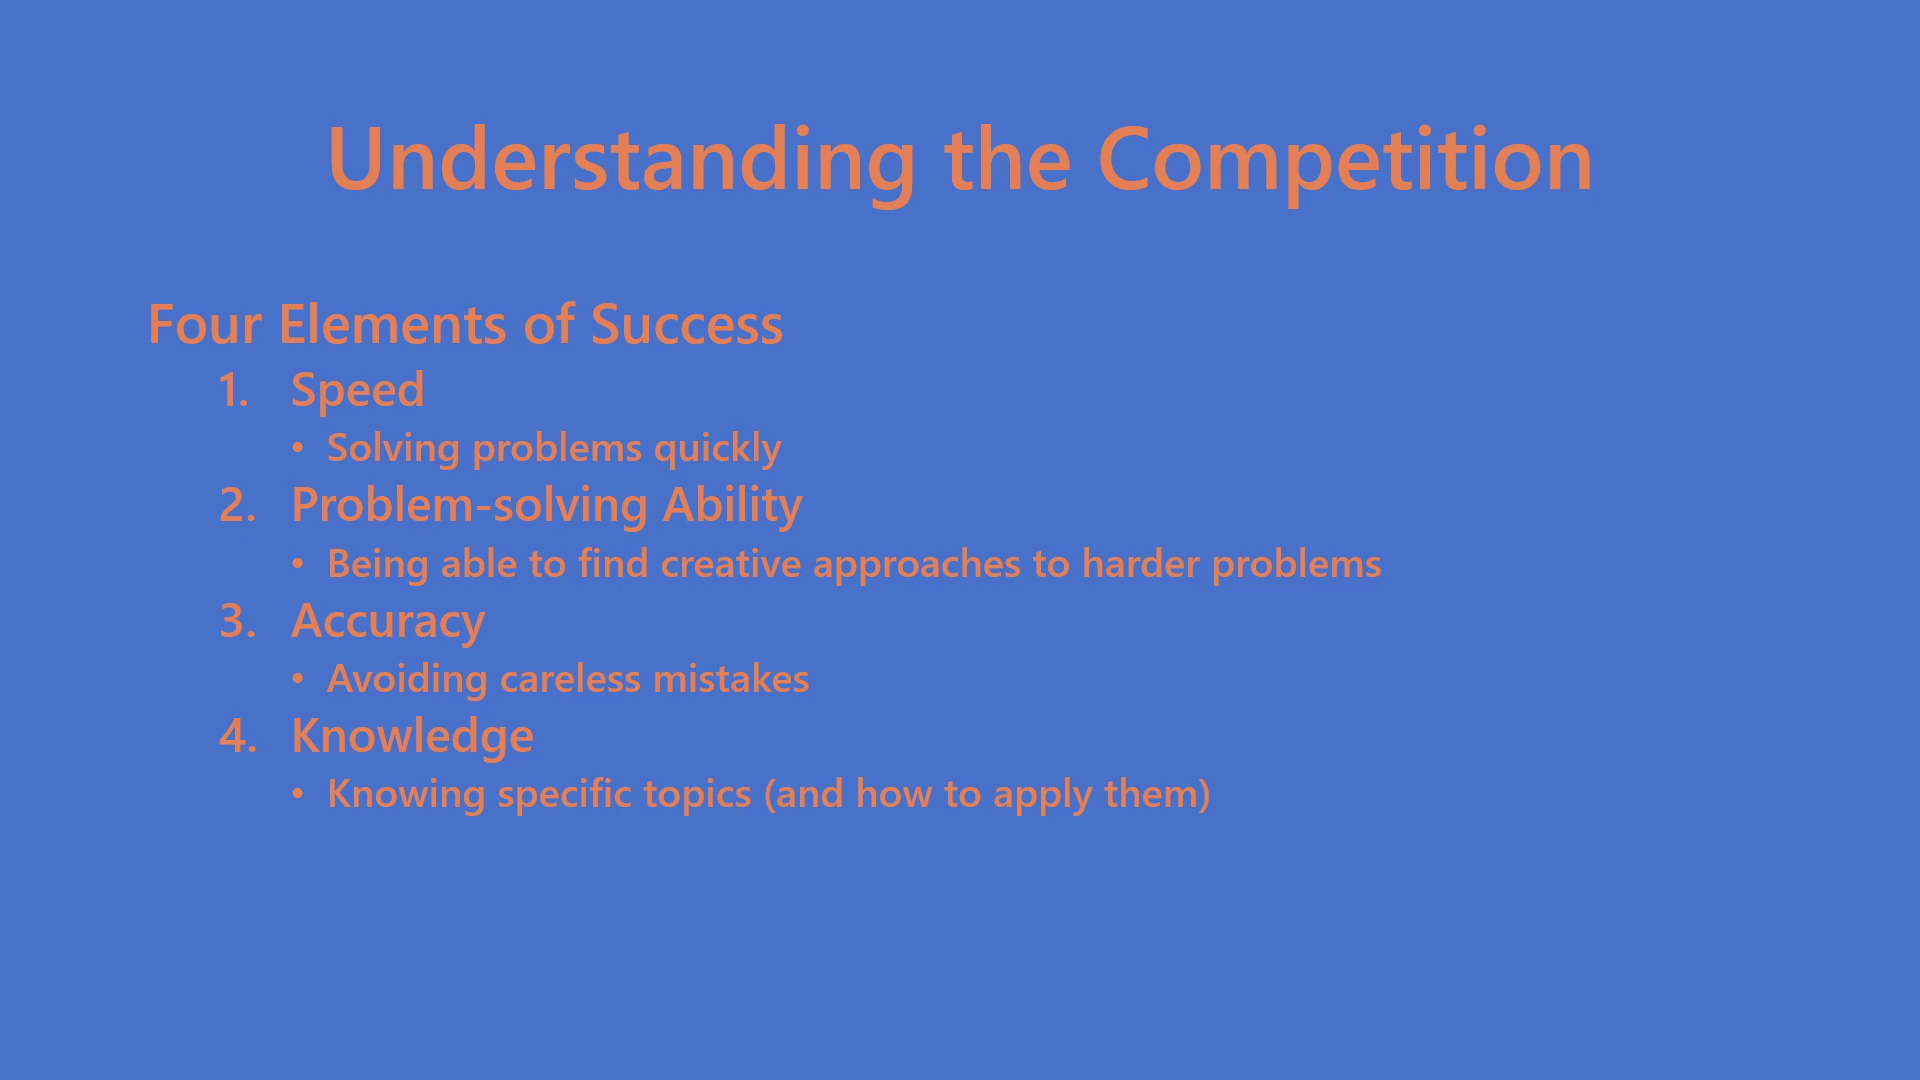 Understanding the Competition
Four Elements of Success
1. Speed
• Solving problems quickly
2. Problem-solving Ability
• Being able to find creative approaches to harder problems
3. Accuracy
• Avoiding careless mistakes
4. Knowledge
• Knowing specific topics (and how to apply them)